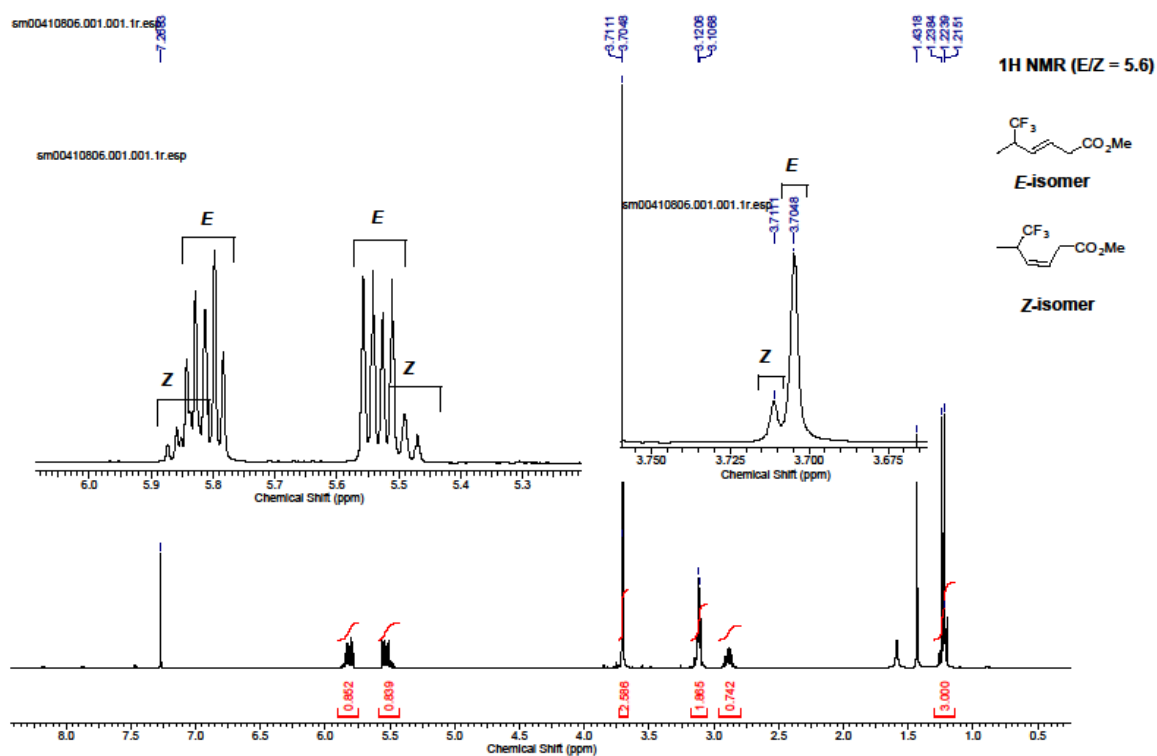 sm00410806.001.001.1r.esp
7.2683
3.7111
3.7048
3.1206
3.1068
1.4318
1.2384
1.2239
1.2151
1H NMR (E/Z = 5.6)
CF3
CO2Me
E-isomer
CF3
CO2Me
Z-isomer
sm00410806.001.001.1r.esp
E
E
Z
Z
6.0 5.9 5.8 5.7 5.6 5.5 5.4 5.3
Chemical Shift (ppm)
sm00410806.001.001.1r.esp
3.7111
3.7048
E
Z
3.750 3.725 3.700 3.675
Chemical Shift (ppm)
0.852 0.839 2.586 1.865 0.742 3.000
8.0 7.5 7.0 6.5 6.0 5.5 5.0 4.5 4.0 3.5 3.0 2.5 2.0 1.5 1.0 0.5
Chemical Shift (ppm)